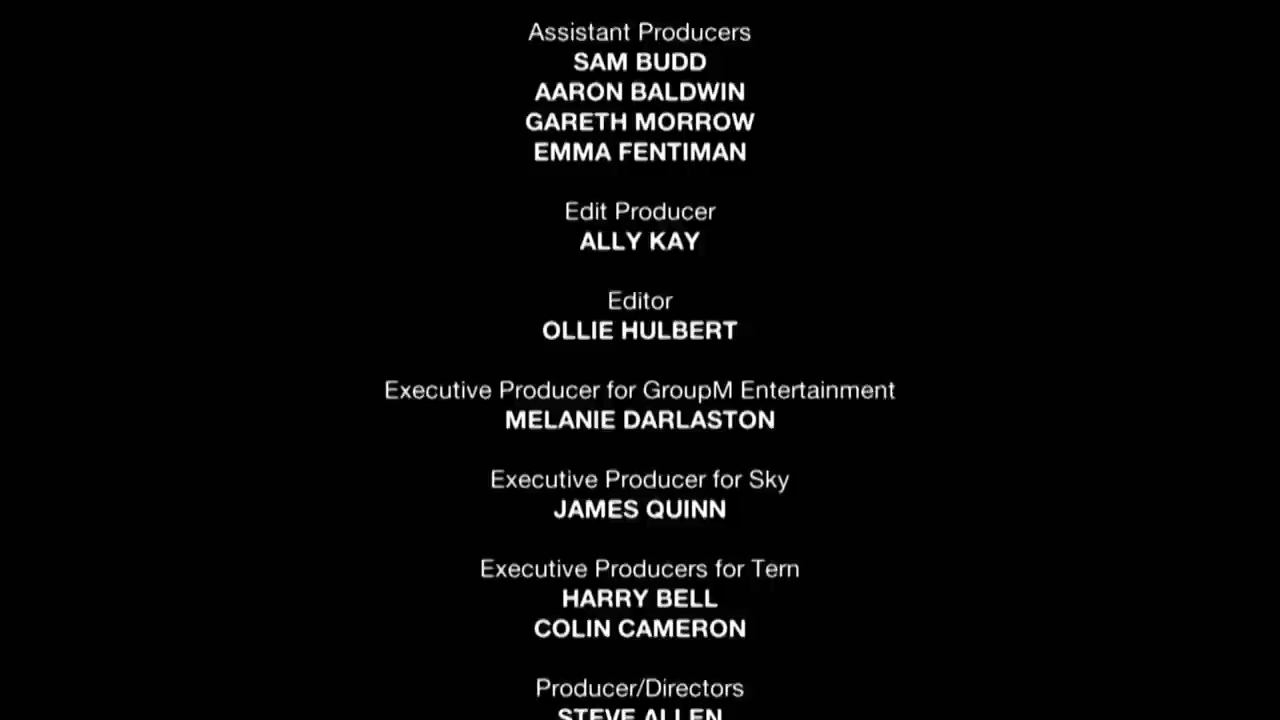 Assistant Producers
SAM BUDD
AARON BALDWIN
GARETH MORROW
EMMA FENTIMAN
Edit Producer
ALLY KAY
Editor
OLLIE HULBERT
Executive Producer for GroupM Entertainment
MELANIE DARLASTON
Executive Producer for Sky
JAMES QUINN
Executive Producers for Tern
HARRY BELL
COLIN CAMERON
Producer/Directors
STEVE ALLEN